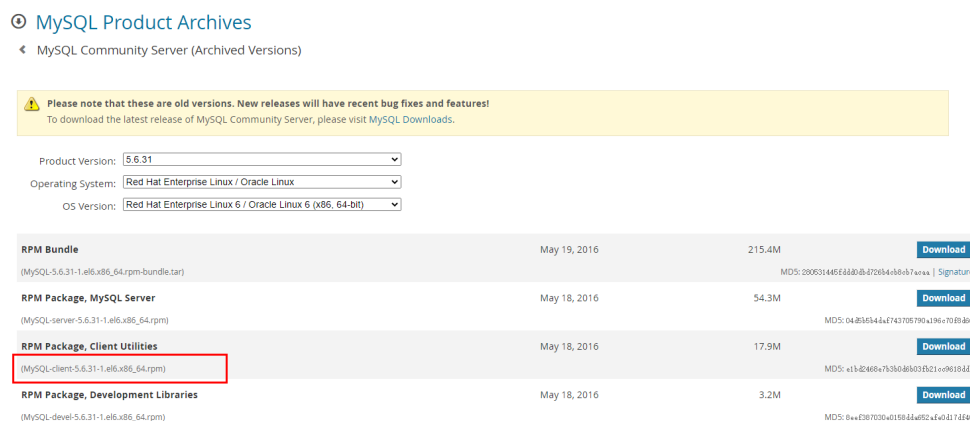 MySQL Product Archives
MySQL Community Server (Archived Versions)
Please note that these are old versions. New releases will have recent bug fixes and features!
To download the latest release of MySQL Community Server, please visit MySQL Downloads.
Product Version: 5.6.31
Operating System: Red Hat Enterprise Linux / Oracle Linux
OS Version: Red Hat Enterprise Linux 6 / Oracle Linux 6 (x86, 64-bit)
RPM Bundle May 19, 2016 215.4M Download
(MySQL-5.6.31-1.el6.x86_64.rpm-bundle.tar) MD5: | Signature
RPM Package, MySQL Server May 18, 2016 54.3M Download
(MySQL-server-5.6.31-1.el6.x86_64.rpm) MD5:
RPM Package, Client Utilities May 18, 2016 17.9M Download
(MySQL-client-5.6.31-1.el6.x86_64.rpm) MD5:
RPM Package, Development Libraries May 18, 2016 3.2M Download
(MySQL-devel-5.6.31-1.el6.x86_64.rpm) MD5: